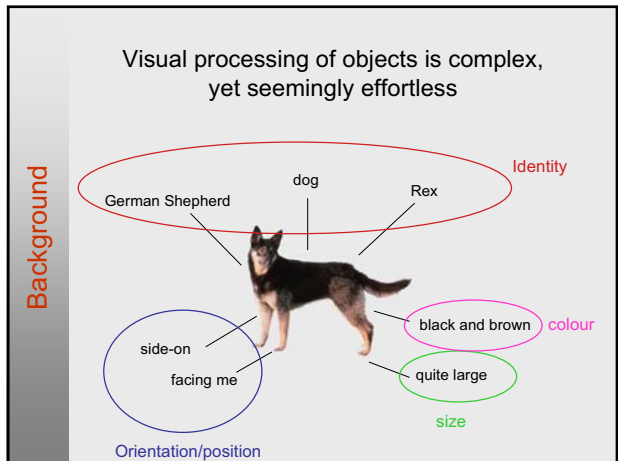 Visual processing of objects is complex,
yet seemingly effortless
Background
Identity
dog
Rex
German Shepherd
black and brown
colour
side-on
facing me
quite large
size
Orientation/position